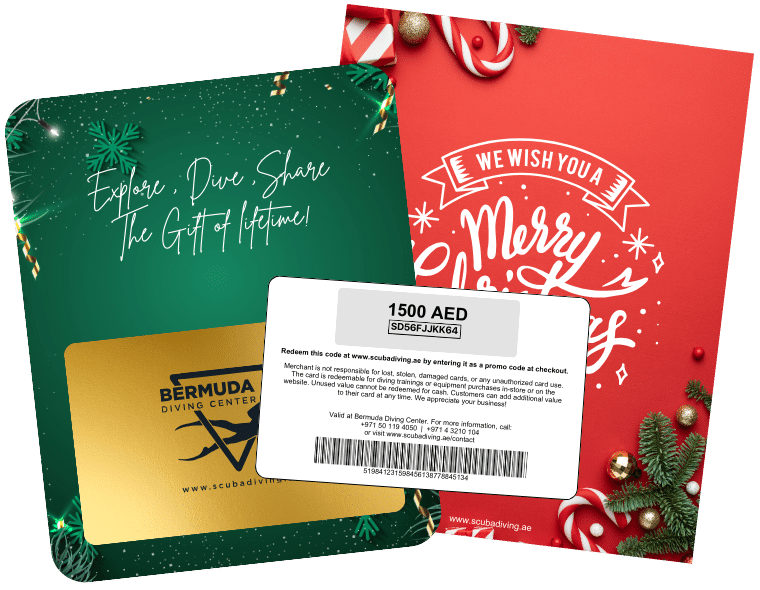 Explore , Dive , Share
The Gift of lifetime!
BERMUDA
DIVING CENTER
www.scubadiving.
WE WISH YOU A
Merry
www.scubadiving.ae
1500 AED
SD56FJJKK64
Redeem this code at www.scubadiving.ae by entering it as a promo code at checkout.
Merchant is not responsible for lost, stolen, damaged cards, or any unauthorized card use.
The card is redeemable for diving trainings or equipment purchases in-store or on the
website. Unused value cannot be redeemed for cash. Customers can add additional value
to their card at any time. We appreciate your business!
Valid at Bermuda Diving Center. For more information, call:
+971 50 119 4050 | +971 4 3210 104
or visit www.scubadiving.ae/contact
519841231598456138778845134